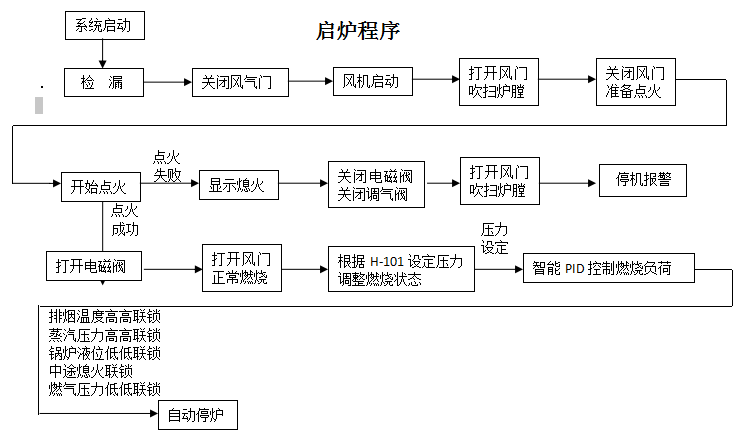 启炉程序
系统启动
检 漏
关闭风气门
风机启动
打开风门
吹扫炉膛
关闭风门
准备点火
开始点火
点火
失败
显示熄火
关闭电磁阀
关闭调气阀
打开风门
吹扫炉膛
停机报警
点火
成功
打开电磁阀
打开风门
正常燃烧
根据 H-101 设定压力
调整燃烧状态
压力
设定
智能 PID 控制燃烧负荷
排烟温度高高联锁
蒸汽压力高高联锁
锅炉液位低低联锁
中途熄火联锁
燃气压力低低联锁
自动停炉